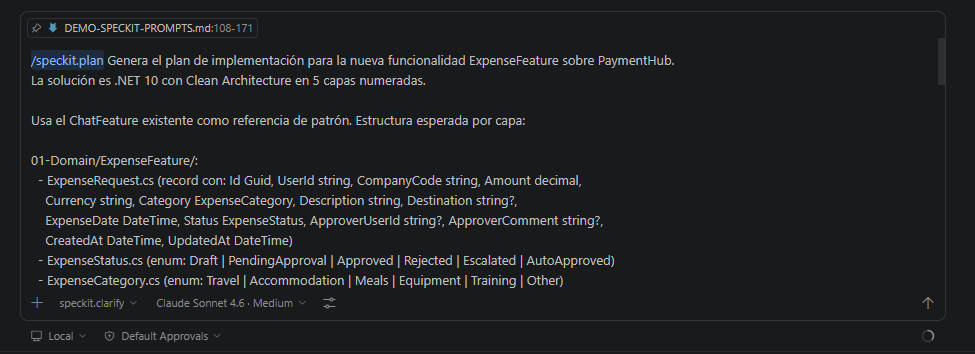 DEMO-SPECKIT-PROMPTS.md:108-171
/speckit.plan Genera el plan de implementación para la nueva funcionalidad ExpenseFeature sobre PaymentHub.
La solución es .NET 10 con Clean Architecture en 5 capas numeradas.
Usa el ChatFeature existente como referencia de patrón. Estructura esperada por capa:
01-Domain/ExpenseFeature/:
- ExpenseRequest.cs (record con: Id Guid, UserId string, CompanyCode string, Amount decimal,
Currency string, Category ExpenseCategory, Description string, Destination string?,
ExpenseDate DateTime, Status ExpenseStatus, ApproverUserId string?, ApproverComment string?,
CreatedAt DateTime, UpdatedAt DateTime)
- ExpenseStatus.cs (enum: Draft | PendingApproval | Approved | Rejected | Escalated | AutoApproved)
- ExpenseCategory.cs (enum: Travel | Accommodation | Meals | Equipment | Training | Other)
speckit.clarify Claude Sonnet 4.6 · Medium
Local Default Approvals